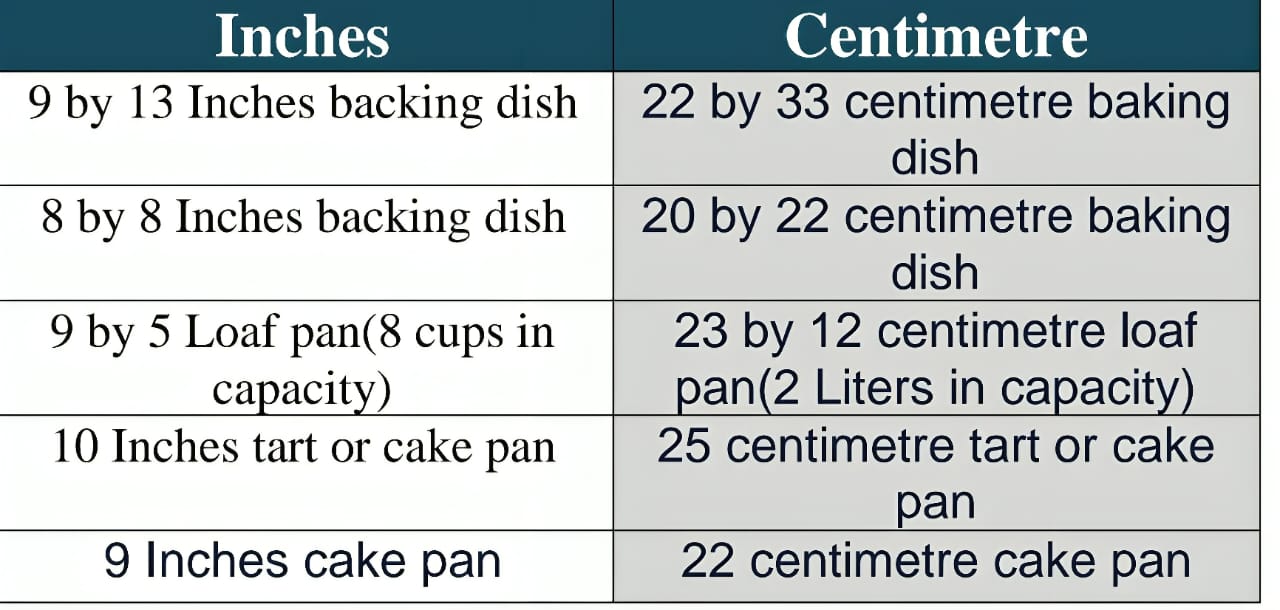 Inches
Centimetre
9 by 13 Inches backing dish
22 by 33 centimetre baking
dish
8 by 8 Inches backing dish
20 by 22 centimetre baking
dish
9 by 5 Loaf pan(8 cups in
capacity)
23 by 12 centimetre loaf
pan(2 Liters in capacity)
10 Inches tart or cake pan
25 centimetre tart or cake
pan
9 Inches cake pan
22 centimetre cake pan